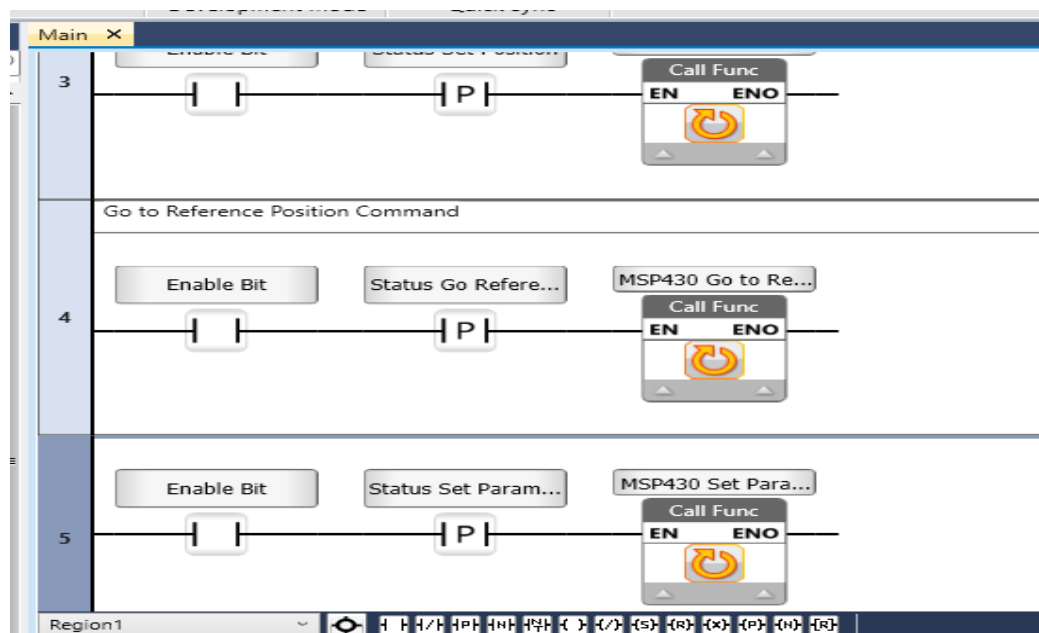 Main ×
3
Call Func
EN ENO
Go to Reference Position Command
4
Enable Bit
Status Go Refere...
MSP430 Go to Re...
P
Call Func
EN ENO
5
Enable Bit
Status Set Param...
MSP430 Set Para...
P
Call Func
EN ENO
Region1